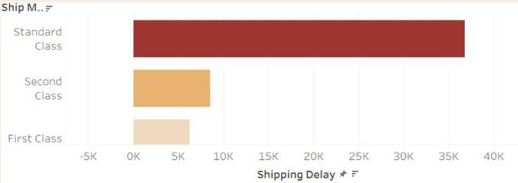 Ship M..
Standard
Class
Second
Class
First Class
-5K 0K 5K 10K 15K 20K 25K 30K 35K 40K
Shipping Delay